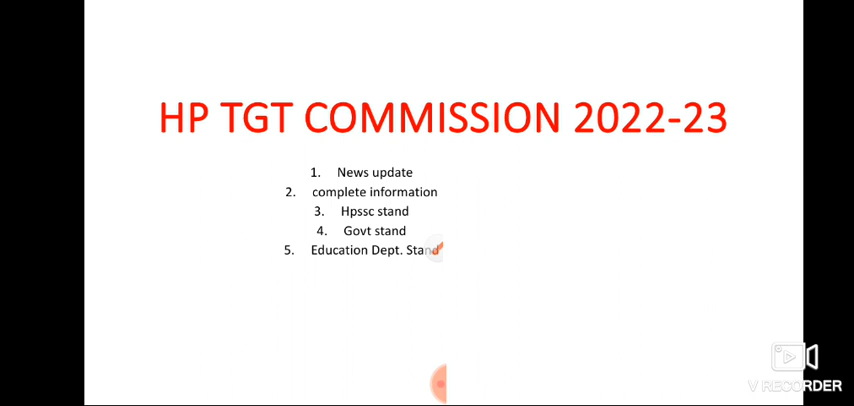 HP TGT COMMISSION 2022-23
1. News update
2. complete information
3. Hpssc stand
4. Govt stand
5. Education Dept. Stand
V RECORDER